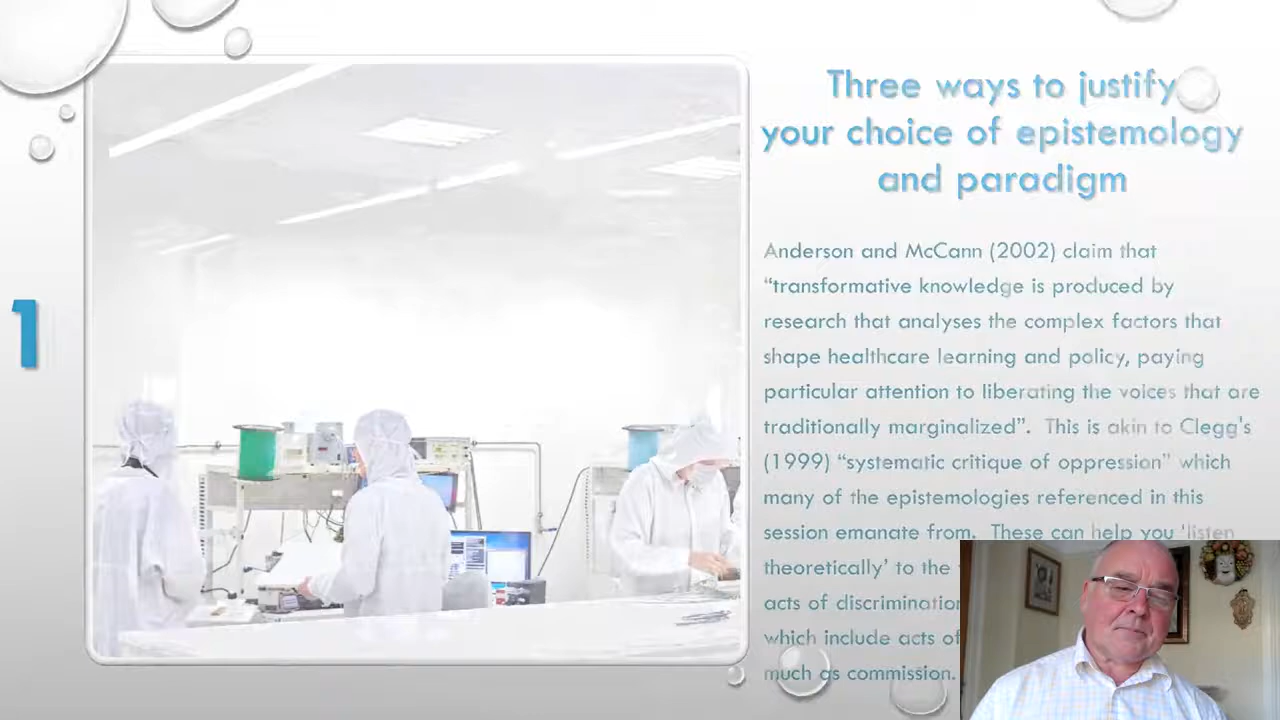 Three ways to justify
your choice of epistemology
and paradigm
1
Anderson and McCann (2002) claim that
“transformative knowledge is produced by
research that analyses the complex factors that
shape healthcare learning and policy, paying
particular attention to liberating the voices that are
traditionally marginalized”. This is akin to Clegg's
(1999) “systematic critique of oppression” which
many of the epistemologies referenced in this
session emanate from. These can help you ‘listen
theoretically’ to the
acts of discrimination
which include acts of
much as commission.